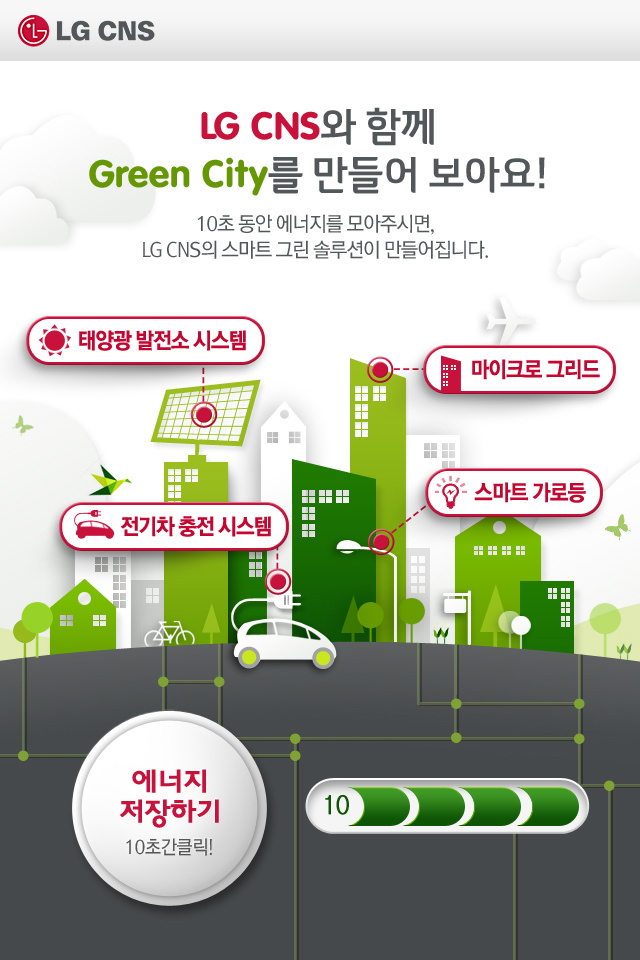 LG CNS
LG CNS와 함께
Green City를 만들어 보아요!
10초 동안 에너지를 모아주시면,
LG CNS의 스마트 그린 솔루션이 만들어집니다.
태양광 발전소 시스템
마이크로 그리드
스마트 가로등
전기차 충전 시스템
에너지
저장하기
10초간클릭!
10